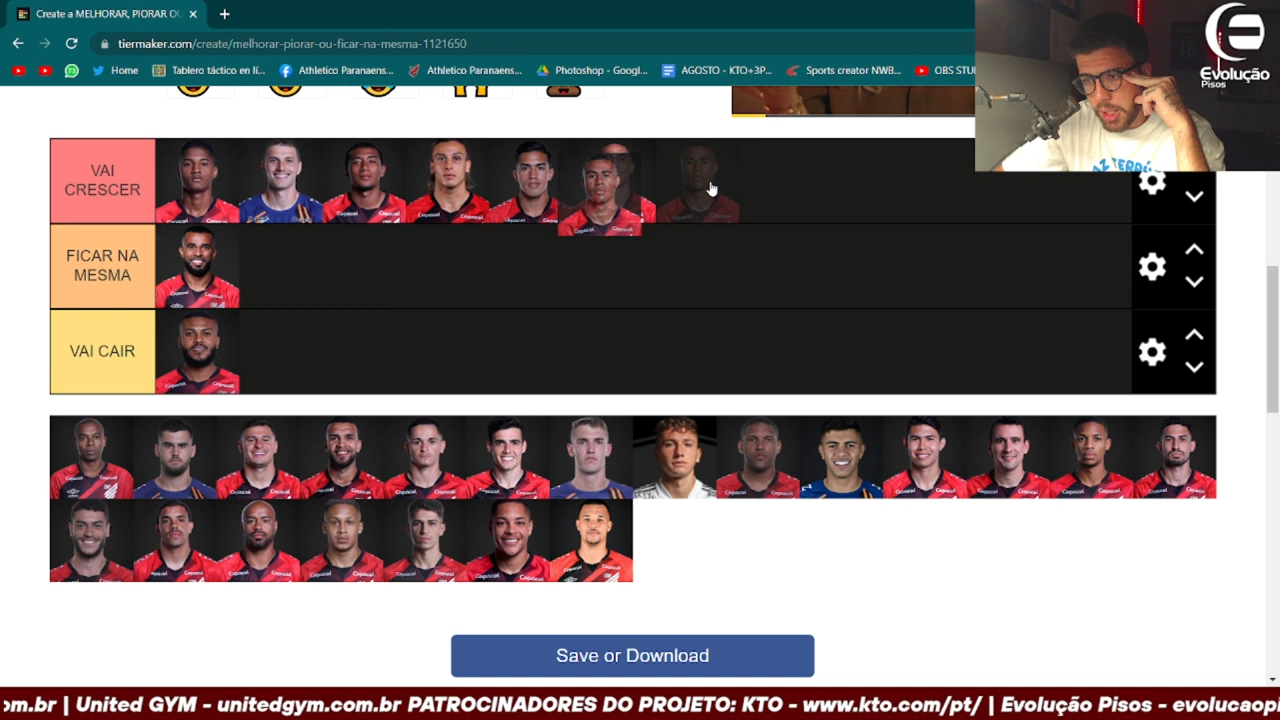 Create a MELHORAR, PIORAR OU
tiermaker.com/create/melhorar-piorar-ou-ficar-na-mesma-1121650
Home
Tablero táctico en lí...
Athletico Paranaens...
Athletico Paranaens...
Photoshop - Googl...
AGOSTO - KTO+3P...
Sports creator NWB...
OBS STU
Evolução
Pisos
VAI
CRESCER
FICAR NA
MESMA
VAI CAIR
Save or Download
om.br | United GYM - unitedgym.com.br PATROCINADORES DO PROJETO: KTO - www.kto.com/pt/ | Evolução Pisos - evolucaopi